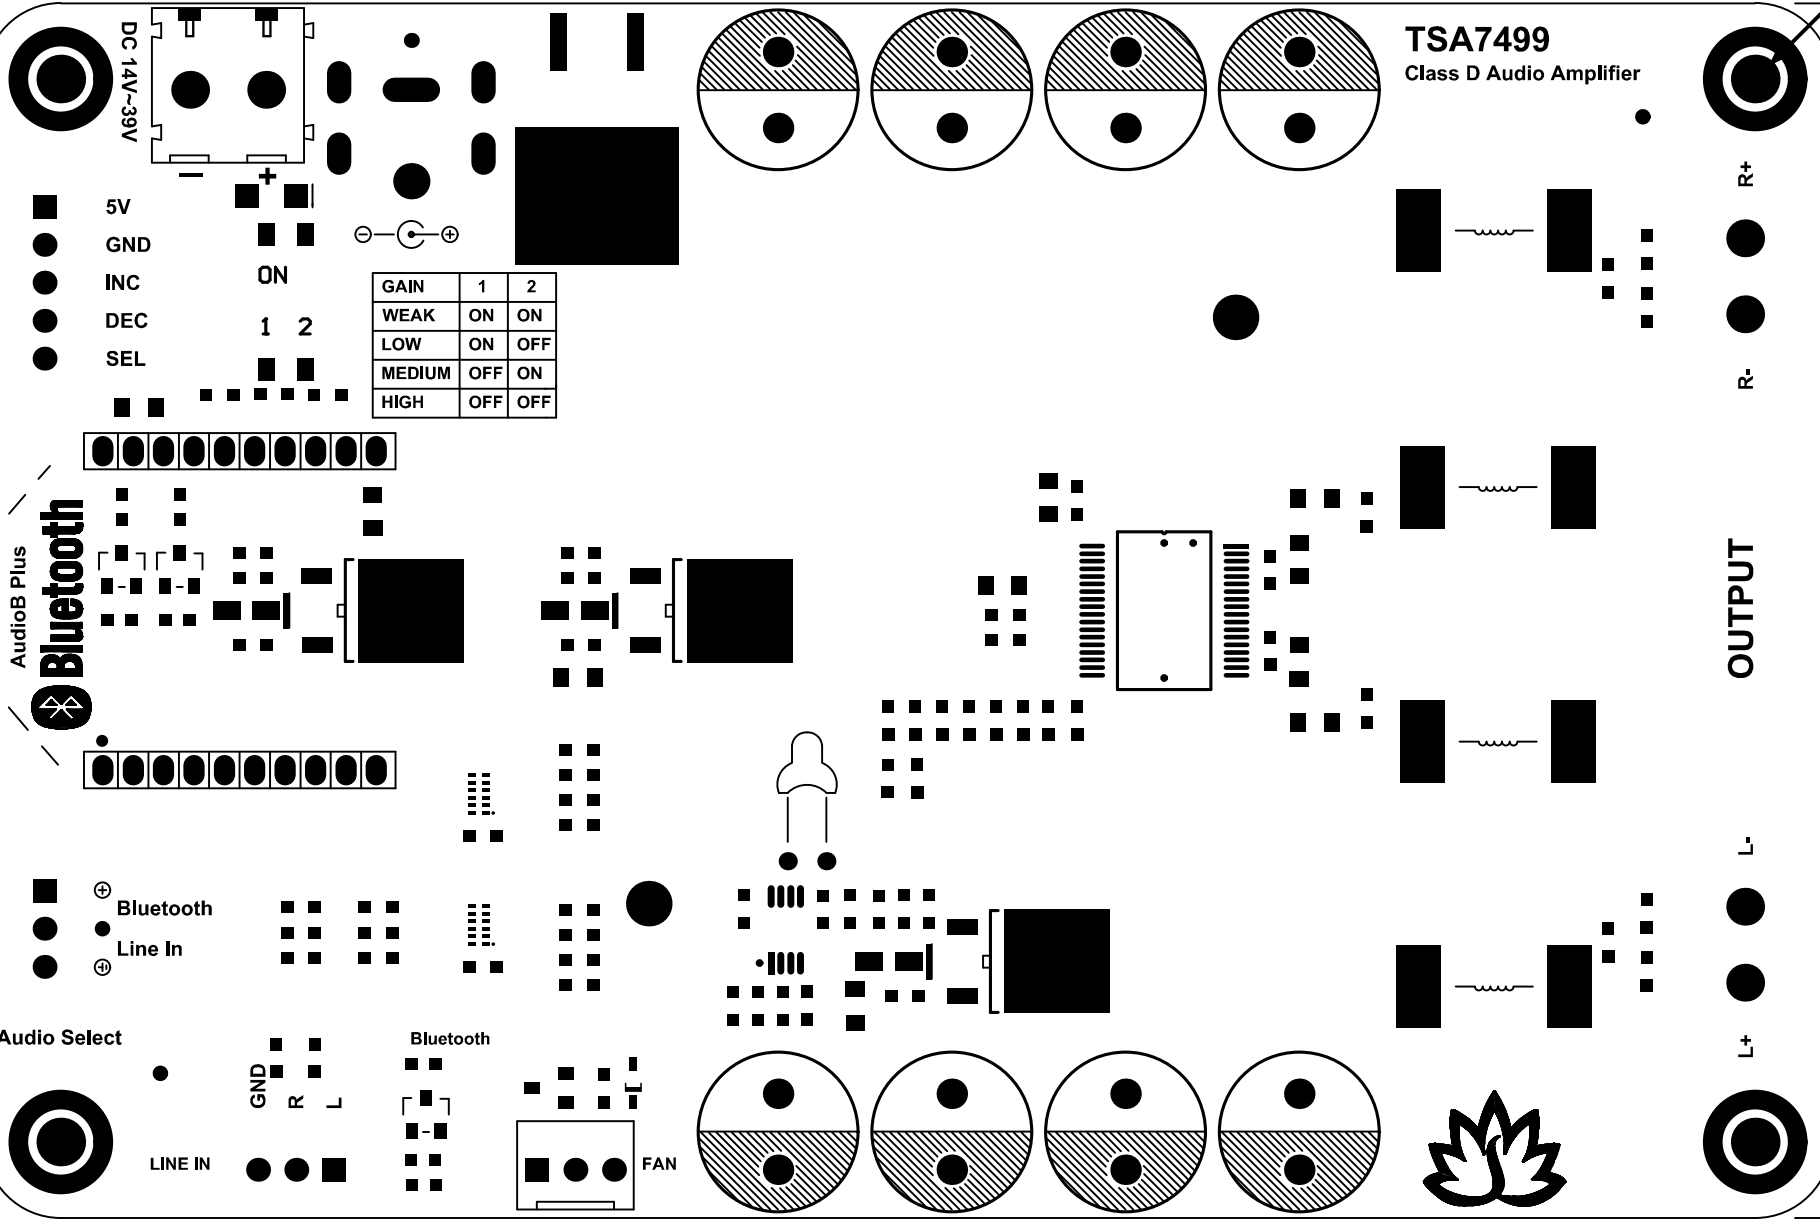 DC 14V~39V
TSA7499
Class D Audio Amplifier
− +
5V
GND
INC
DEC
SEL
ON
1 2
GAIN 1 2
WEAK ON ON
LOW ON OFF
MEDIUM OFF ON
HIGH OFF OFF
R+
R-
AudioB Plus
Bluetooth
OUTPUT
L-
L+
Bluetooth
Line In
Audio Select
GND
R
L
LINE IN
Bluetooth
FAN